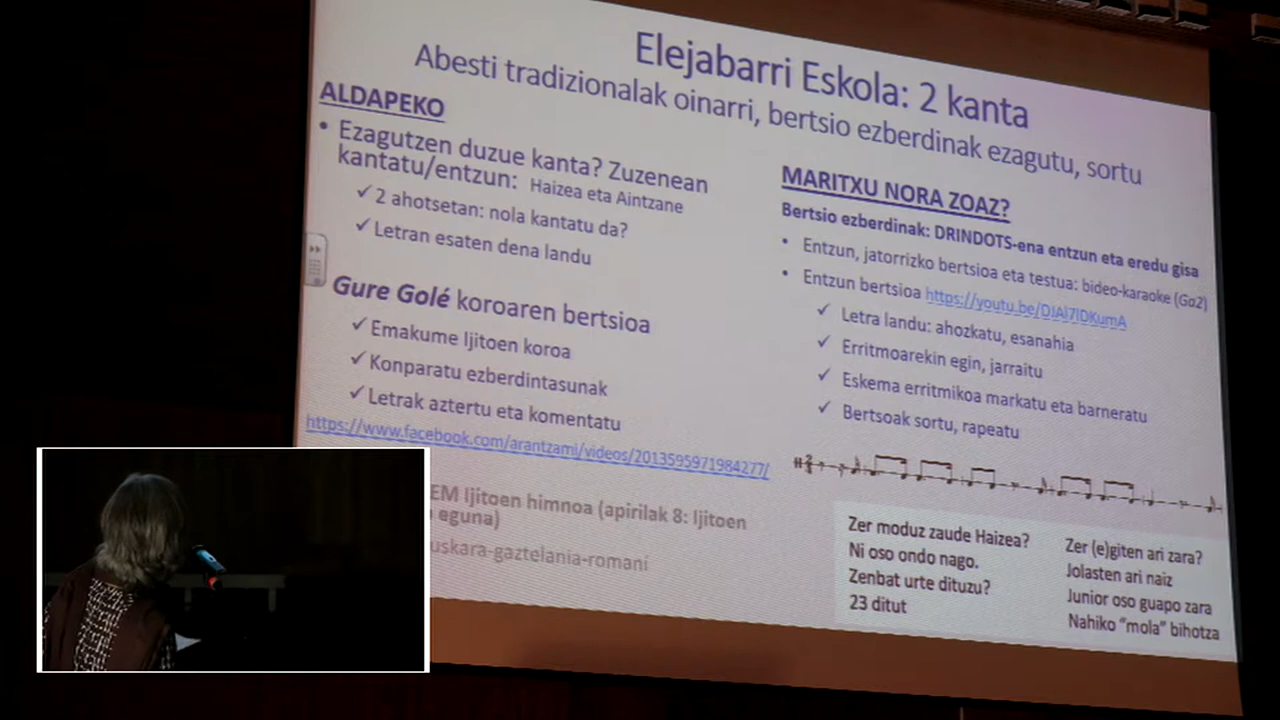 Elejabarri Eskola: 2 kanta
Abesti tradizionalak oinarri, bertsio ezberdinak ezagutu, sortu
ALDAPEKO
• Ezagutzen duzue kanta? Zuzenean
kantatu/entzun: Haizea eta Aintzane
✓ 2 ahotsetan: nola kantatu da?
✓ Letran esaten dena landu
Gure Golé koroaren bertsioa
✓ Emakume Ijitoen koroa
✓ Konparatu ezberdintasunak
✓ Letrak aztertu eta komentatu
https://www.facebook.com/arantzami/videos/2013595971984277/
EM Ijitoen himnoa (apirilak 8: Ijitoen
eguna)
uskara-gaztelania-romani
MARITXU NORA ZOAZ?
Bertsio ezberdinak: DRINDOTS-ena entzun eta eredu gisa
• Entzun, jatorrizko bertsioa eta testua: bideo-karaoke (Go2)
• Entzun bertsioa https://youtu.be/DJAl7lDKumA
✓ Letra landu: ahozkatu, esanahia
✓ Erritmoarekin egin, jarraitu
✓ Eskema erritmikoa markatu eta barneratu
✓ Bertsoak sortu, rapeatu
Zer moduz zaude Haizea?
Ni oso ondo nago.
Zenbat urte dituzu?
23 ditut
Zer (e)giten ari zara?
Jolasten ari naiz
Junior oso guapo zara
Nahiko “mola” bihotza